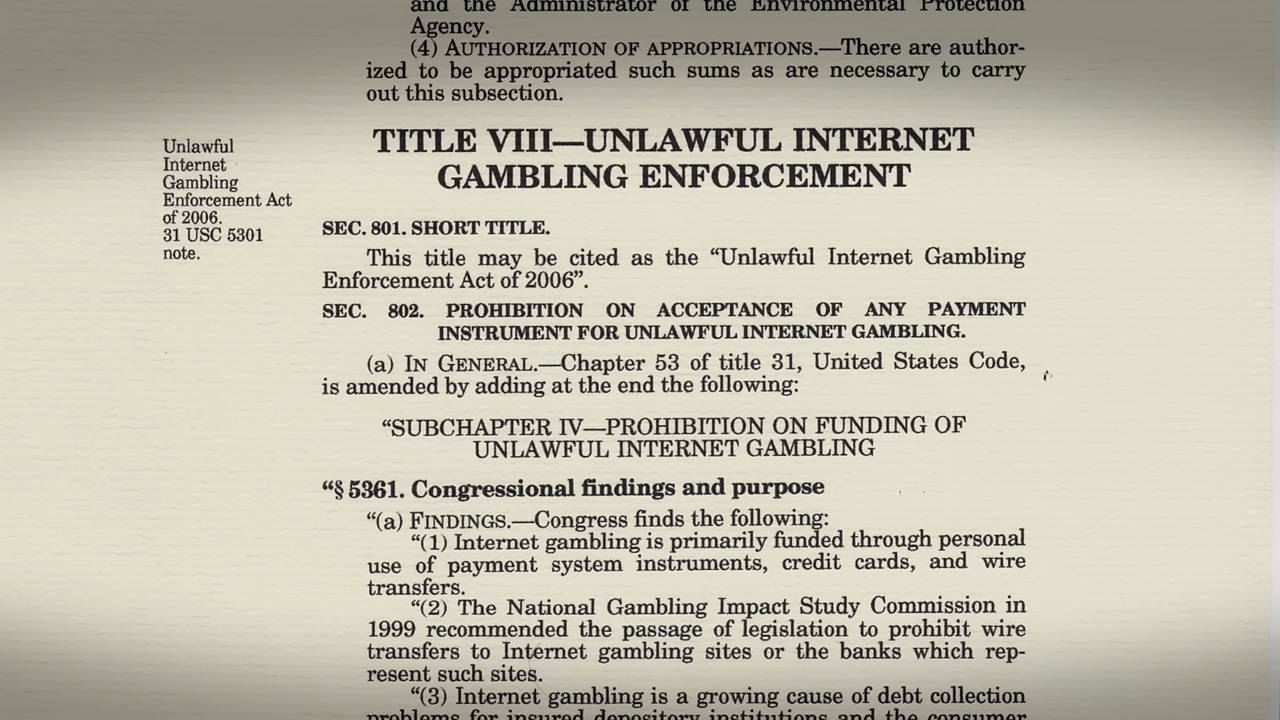 and the Administrator of the Environmental Protection
Agency.
(4) AUTHORIZATION OF APPROPRIATIONS.—There are author-
ized to be appropriated such sums as are necessary to carry
out this subsection.
TITLE VIII—UNLAWFUL INTERNET
GAMBLING ENFORCEMENT
Unlawful
Internet
Gambling
Enforcement Act
of 2006.
31 USC 5301
note.
SEC. 801. SHORT TITLE.
This title may be cited as the “Unlawful Internet Gambling
Enforcement Act of 2006”.
SEC. 802. PROHIBITION ON ACCEPTANCE OF ANY PAYMENT
INSTRUMENT FOR UNLAWFUL INTERNET GAMBLING.
(a) IN GENERAL.—Chapter 53 of title 31, United States Code,
is amended by adding at the end the following:
“SUBCHAPTER IV—PROHIBITION ON FUNDING OF
UNLAWFUL INTERNET GAMBLING
“§ 5361. Congressional findings and purpose
“(a) FINDINGS.—Congress finds the following:
“(1) Internet gambling is primarily funded through personal
use of payment system instruments, credit cards, and wire
transfers.
“(2) The National Gambling Impact Study Commission in
1999 recommended the passage of legislation to prohibit wire
transfers to Internet gambling sites or the banks which rep-
resent such sites.
“(3) Internet gambling is a growing cause of debt collection
problems for insured depository institutions and the consumer